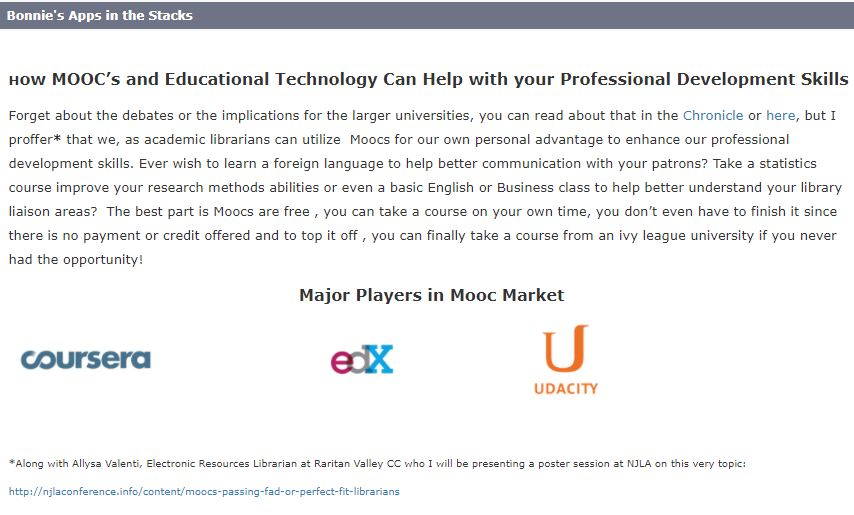 Bonnie's Apps in the Stacks
How MOOC’s and Educational Technology Can Help with your Professional Development Skills
Forget about the debates or the implications for the larger universities, you can read about that in the Chronicle or here, but I
proffer* that we, as academic librarians can utilize  Moocs for our own personal advantage to enhance our professional
development skills. Ever wish to learn a foreign language to help better communication with your patrons? Take a statistics
course improve your research methods abilities or even a basic English or Business class to help better understand your library
liaison areas?  The best part is Moocs are free , you can take a course on your own time, you don’t even have to finish it since
there is no payment or credit offered and to top it off , you can finally take a course from an ivy league university if you never
had the opportunity!
Major Players in Mooc Market
coursera
edX
U
UDACITY
*Along with Allysa Valenti, Electronic Resources Librarian at Raritan Valley CC who I will be presenting a poster session at NJLA on this very topic:
http://njlaconference.info/content/moocs-passing-fad-or-perfect-fit-librarians